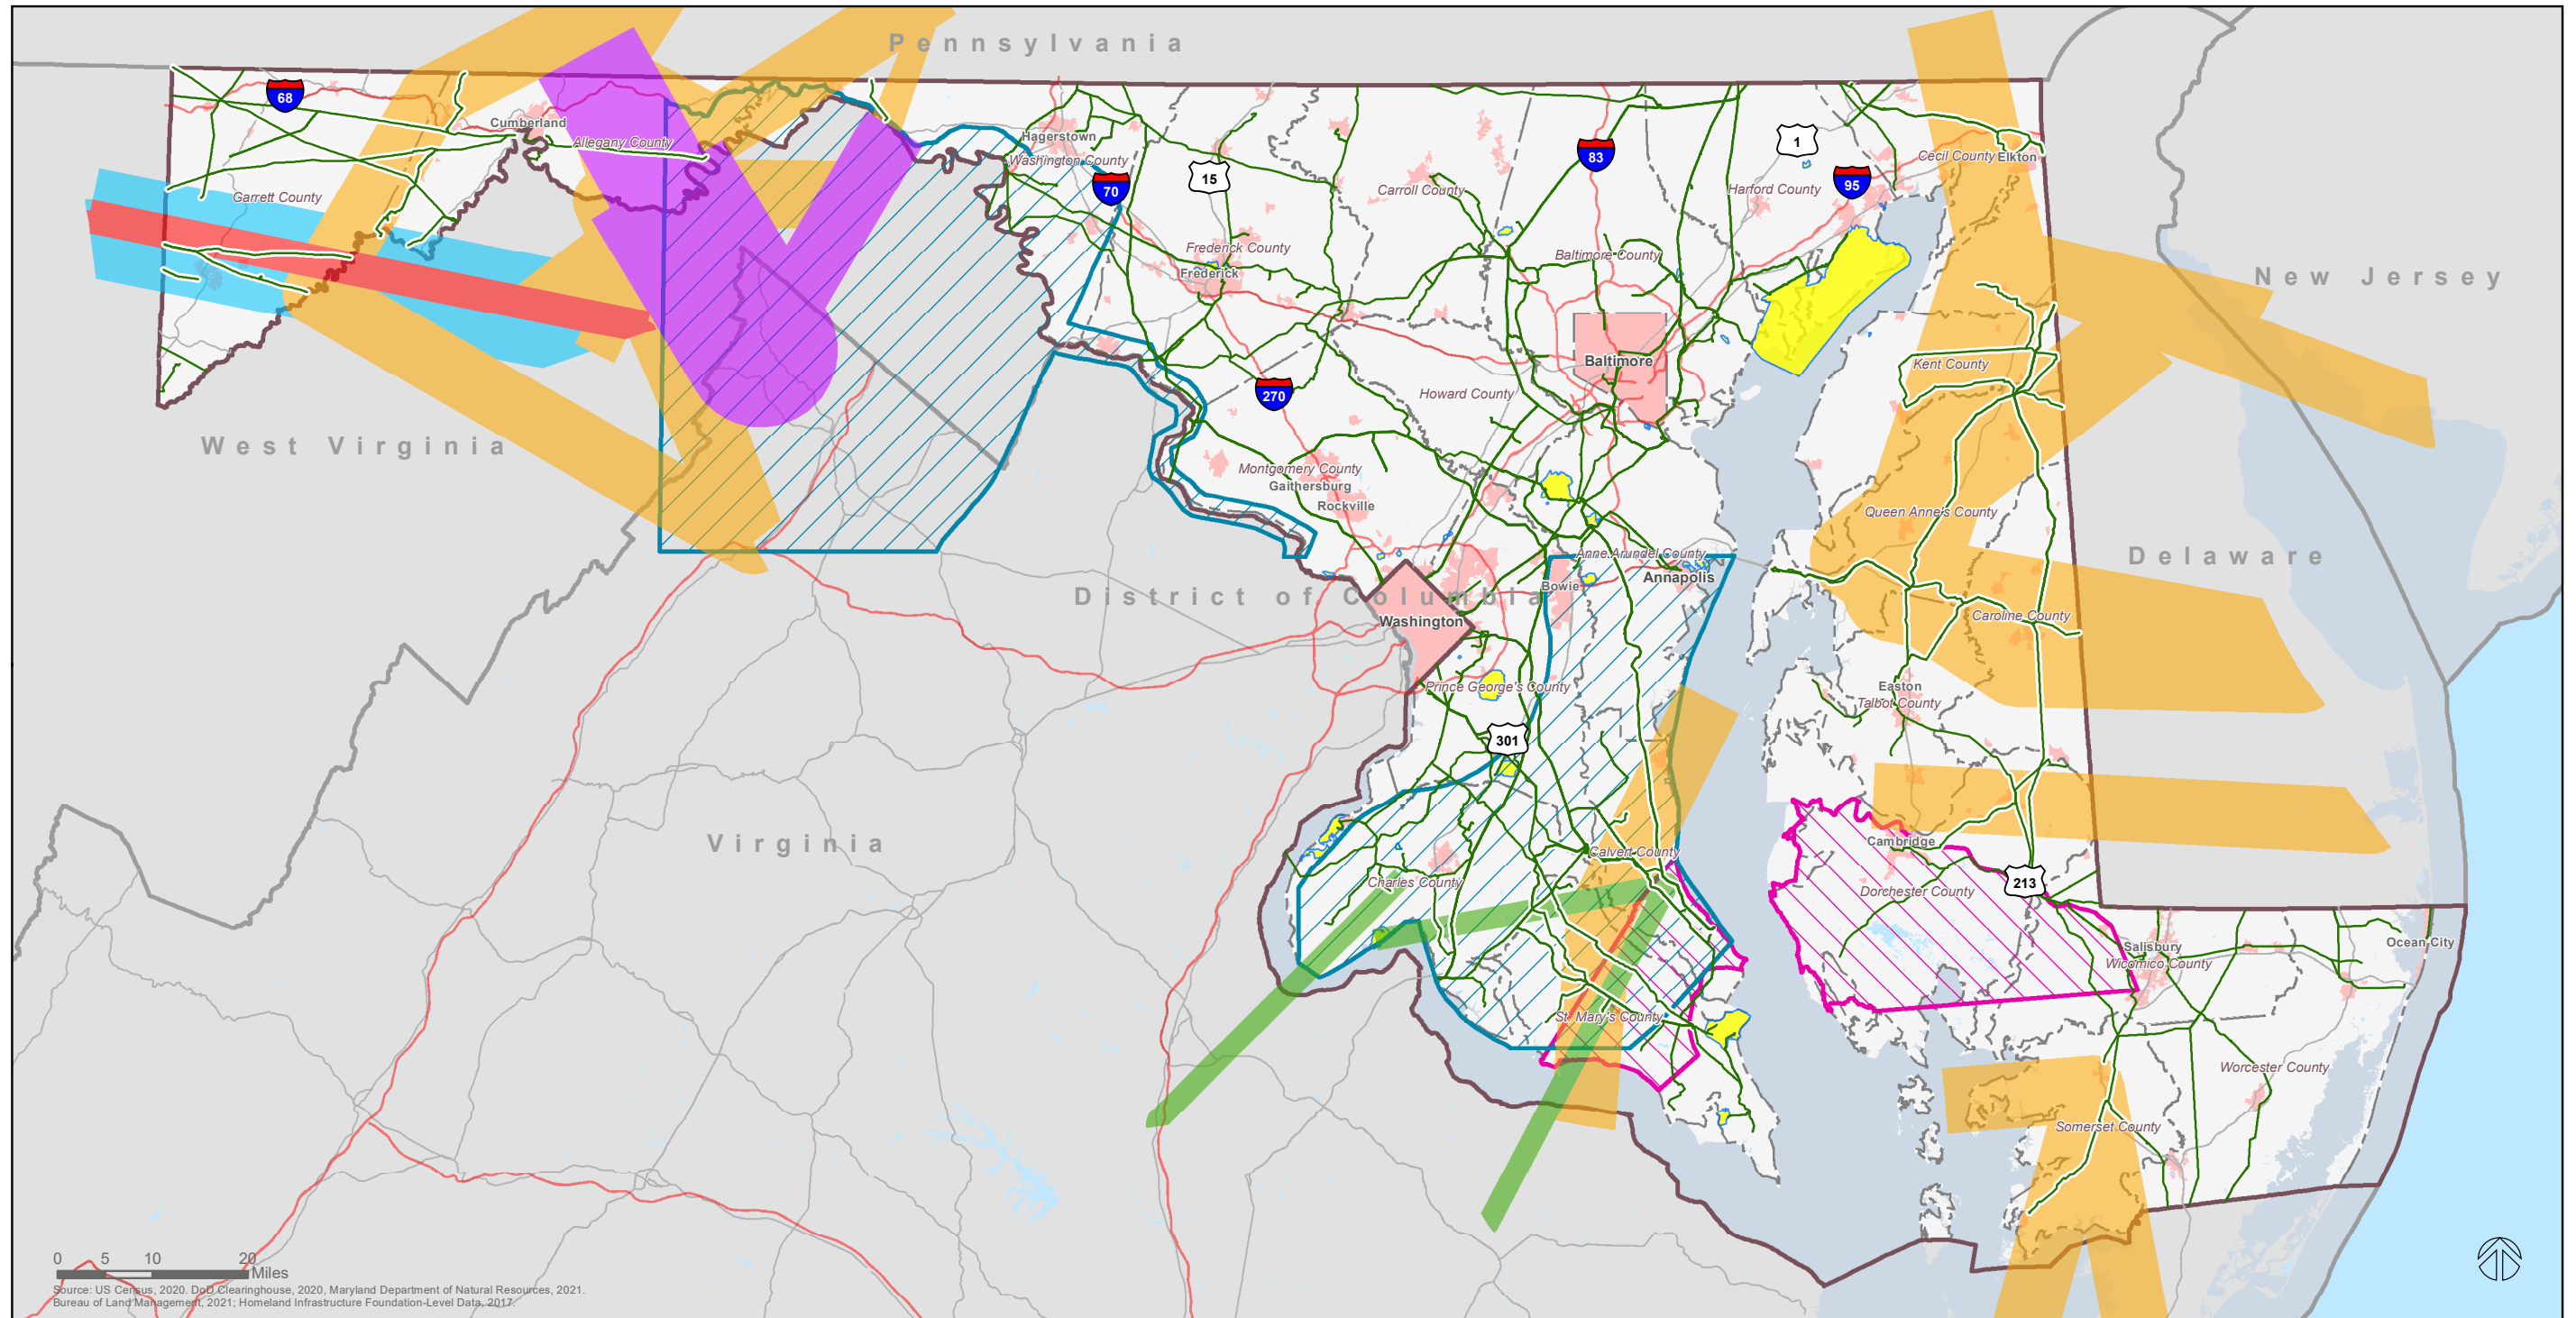 Pennsylvania
68
Cumberland
Allegany County
Garrett County
Hagerstown
Washington County
70
15
Frederick County
Frederick
Carroll County
83
Baltimore County
1
Harford County
95
Cecil County
Elkton
New Jersey
Baltimore
Howard County
270
Kent County
West Virginia
Montgomery County
Gaithersburg
Rockville
Queen Anne's County
Anne Arundel County
Annapolis
Bowie
Delaware
District of Columbia
Washington
Caroline County
Prince George's County
Easton
Talbot County
301
Virginia
Calvert County
Cambridge
Charles County
Dorchester County
213
Salisbury
Wicomico County
Ocean City
St. Mary's County
Worcester County
Somerset County
0 5 10 20
Miles
Source: US Census, 2020. DoD Clearinghouse, 2020, Maryland Department of Natural Resources, 2021.
Bureau of Land Management, 2021; Homeland Infrastructure Foundation-Level Data, 2017.